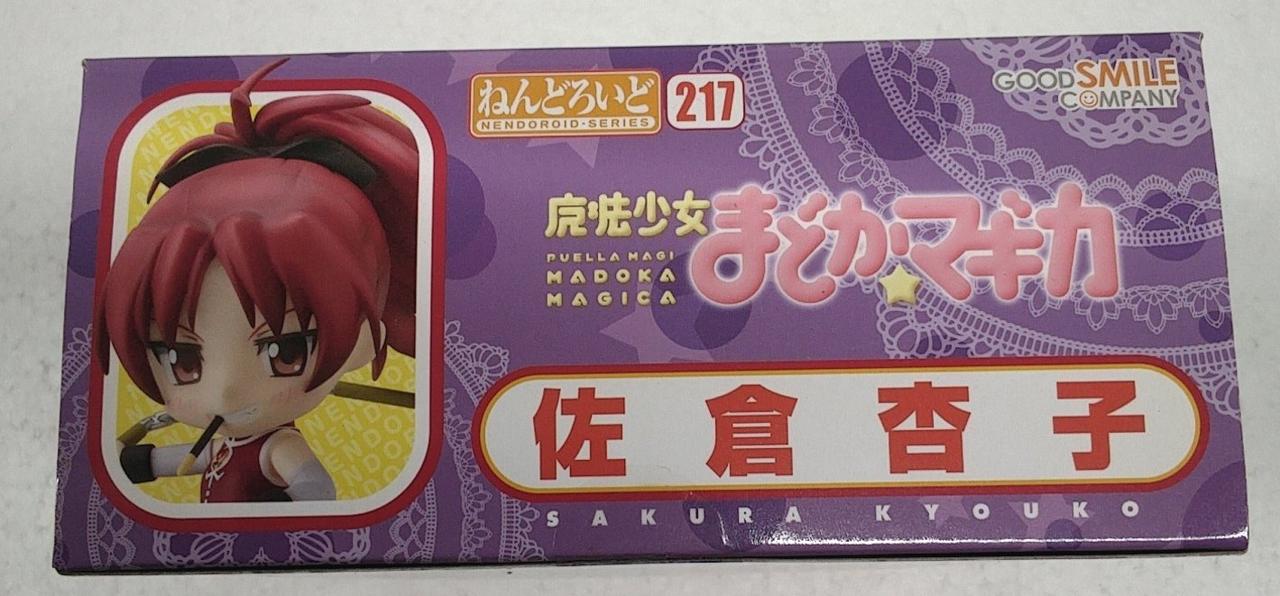 ねんどろいど
NENDOROID•SERIES
217
GOOD SMILE
COMPANY
魔法少女
まどか☆マギカ
PUELLA MAGI
MADOKA
MAGICA
佐倉杏子
SAKURA KYOUKO